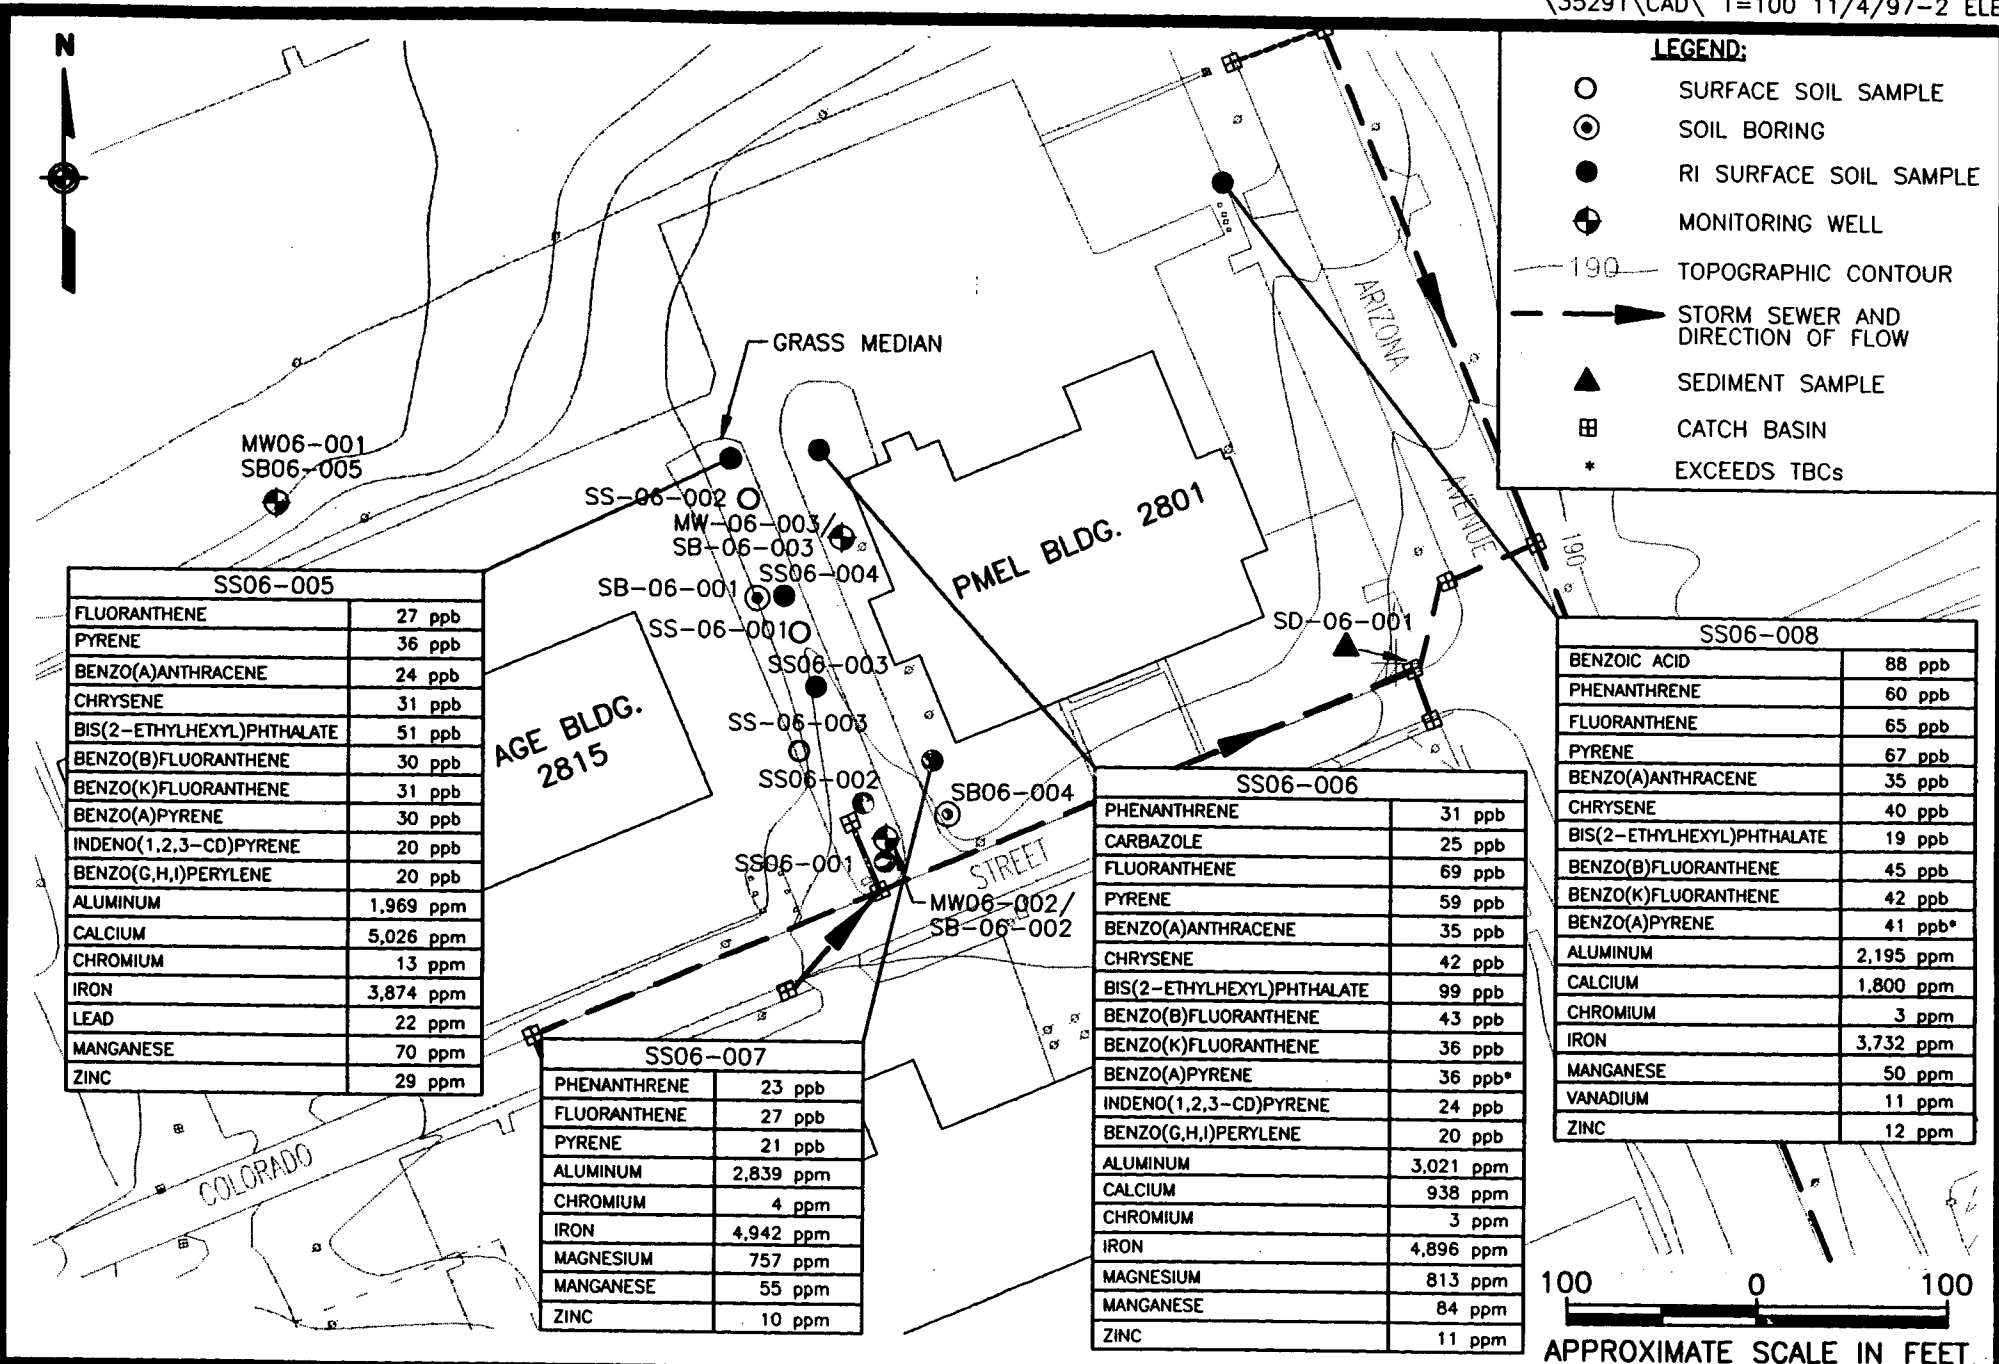 \35291\CAD\ 1=100 11/4/97-2
N
LEGEND:
SURFACE SOIL SAMPLE
SOIL BORING
RI SURFACE SOIL SAMPLE
MONITORING WELL
190 TOPOGRAPHIC CONTOUR
STORM SEWER AND
DIRECTION OF FLOW
SEDIMENT SAMPLE
CATCH BASIN
* EXCEEDS TBCs
GRASS MEDIAN
ARIZONA
AVENUE
190
MW06-001
SB06-005
SS-06-002
MW-06-003/
SB-06-003
SB-06-001
SS06-004
SS-06-001
SS06-003
SS-06-003
SS06-002
SB06-004
SS06-001
MW06-002/
SB-06-002
SD-06-001
PMEL BLDG. 2801
AGE BLDG.
2815
STREET
COLORADO
SS06-005
FLUORANTHENE 27 ppb
PYRENE 36 ppb
BENZO(A)ANTHRACENE 24 ppb
CHRYSENE 31 ppb
BIS(2-ETHYLHEXYL)PHTHALATE 51 ppb
BENZO(B)FLUORANTHENE 30 ppb
BENZO(K)FLUORANTHENE 31 ppb
BENZO(A)PYRENE 30 ppb
INDENO(1,2,3-CD)PYRENE 20 ppb
BENZO(G,H,I)PERYLENE 20 ppb
ALUMINUM 1,969 ppm
CALCIUM 5,026 ppm
CHROMIUM 13 ppm
IRON 3,874 ppm
LEAD 22 ppm
MANGANESE 70 ppm
ZINC 29 ppm
SS06-007
PHENANTHRENE 23 ppb
FLUORANTHENE 27 ppb
PYRENE 21 ppb
ALUMINUM 2,839 ppm
CHROMIUM 4 ppm
IRON 4,942 ppm
MAGNESIUM 757 ppm
MANGANESE 55 ppm
ZINC 10 ppm
SS06-006
PHENANTHRENE 31 ppb
CARBAZOLE 25 ppb
FLUORANTHENE 69 ppb
PYRENE 59 ppb
BENZO(A)ANTHRACENE 35 ppb
CHRYSENE 42 ppb
BIS(2-ETHYLHEXYL)PHTHALATE 99 ppb
BENZO(B)FLUORANTHENE 43 ppb
BENZO(K)FLUORANTHENE 36 ppb
BENZO(A)PYRENE 36 ppb*
INDENO(1,2,3-CD)PYRENE 24 ppb
BENZO(G,H,I)PERYLENE 20 ppb
ALUMINUM 3,021 ppm
CALCIUM 938 ppm
CHROMIUM 3 ppm
IRON 4,896 ppm
MAGNESIUM 813 ppm
MANGANESE 84 ppm
ZINC 11 ppm
SS06-008
BENZOIC ACID 88 ppb
PHENANTHRENE 60 ppb
FLUORANTHENE 65 ppb
PYRENE 67 ppb
BENZO(A)ANTHRACENE 35 ppb
CHRYSENE 40 ppb
BIS(2-ETHYLHEXYL)PHTHALATE 19 ppb
BENZO(B)FLUORANTHENE 45 ppb
BENZO(K)FLUORANTHENE 42 ppb
BENZO(A)PYRENE 41 ppb*
ALUMINUM 2,195 ppm
CALCIUM 1,800 ppm
CHROMIUM 3 ppm
IRON 3,732 ppm
MANGANESE 50 ppm
VANADIUM 11 ppm
ZINC 12 ppm
100 0 100
APPROXIMATE SCALE IN FEET